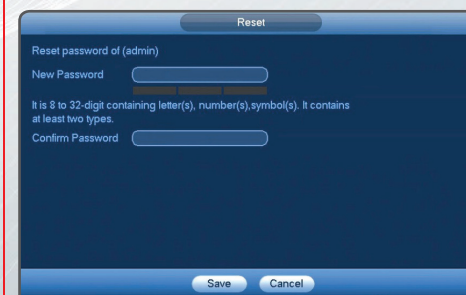 Reset
Reset password of (admin)
New Password
It is 8 to 32-digit containing letter(s), number(s),symbol(s). It contains
at least two types.
Confirm Password
Save Cancel